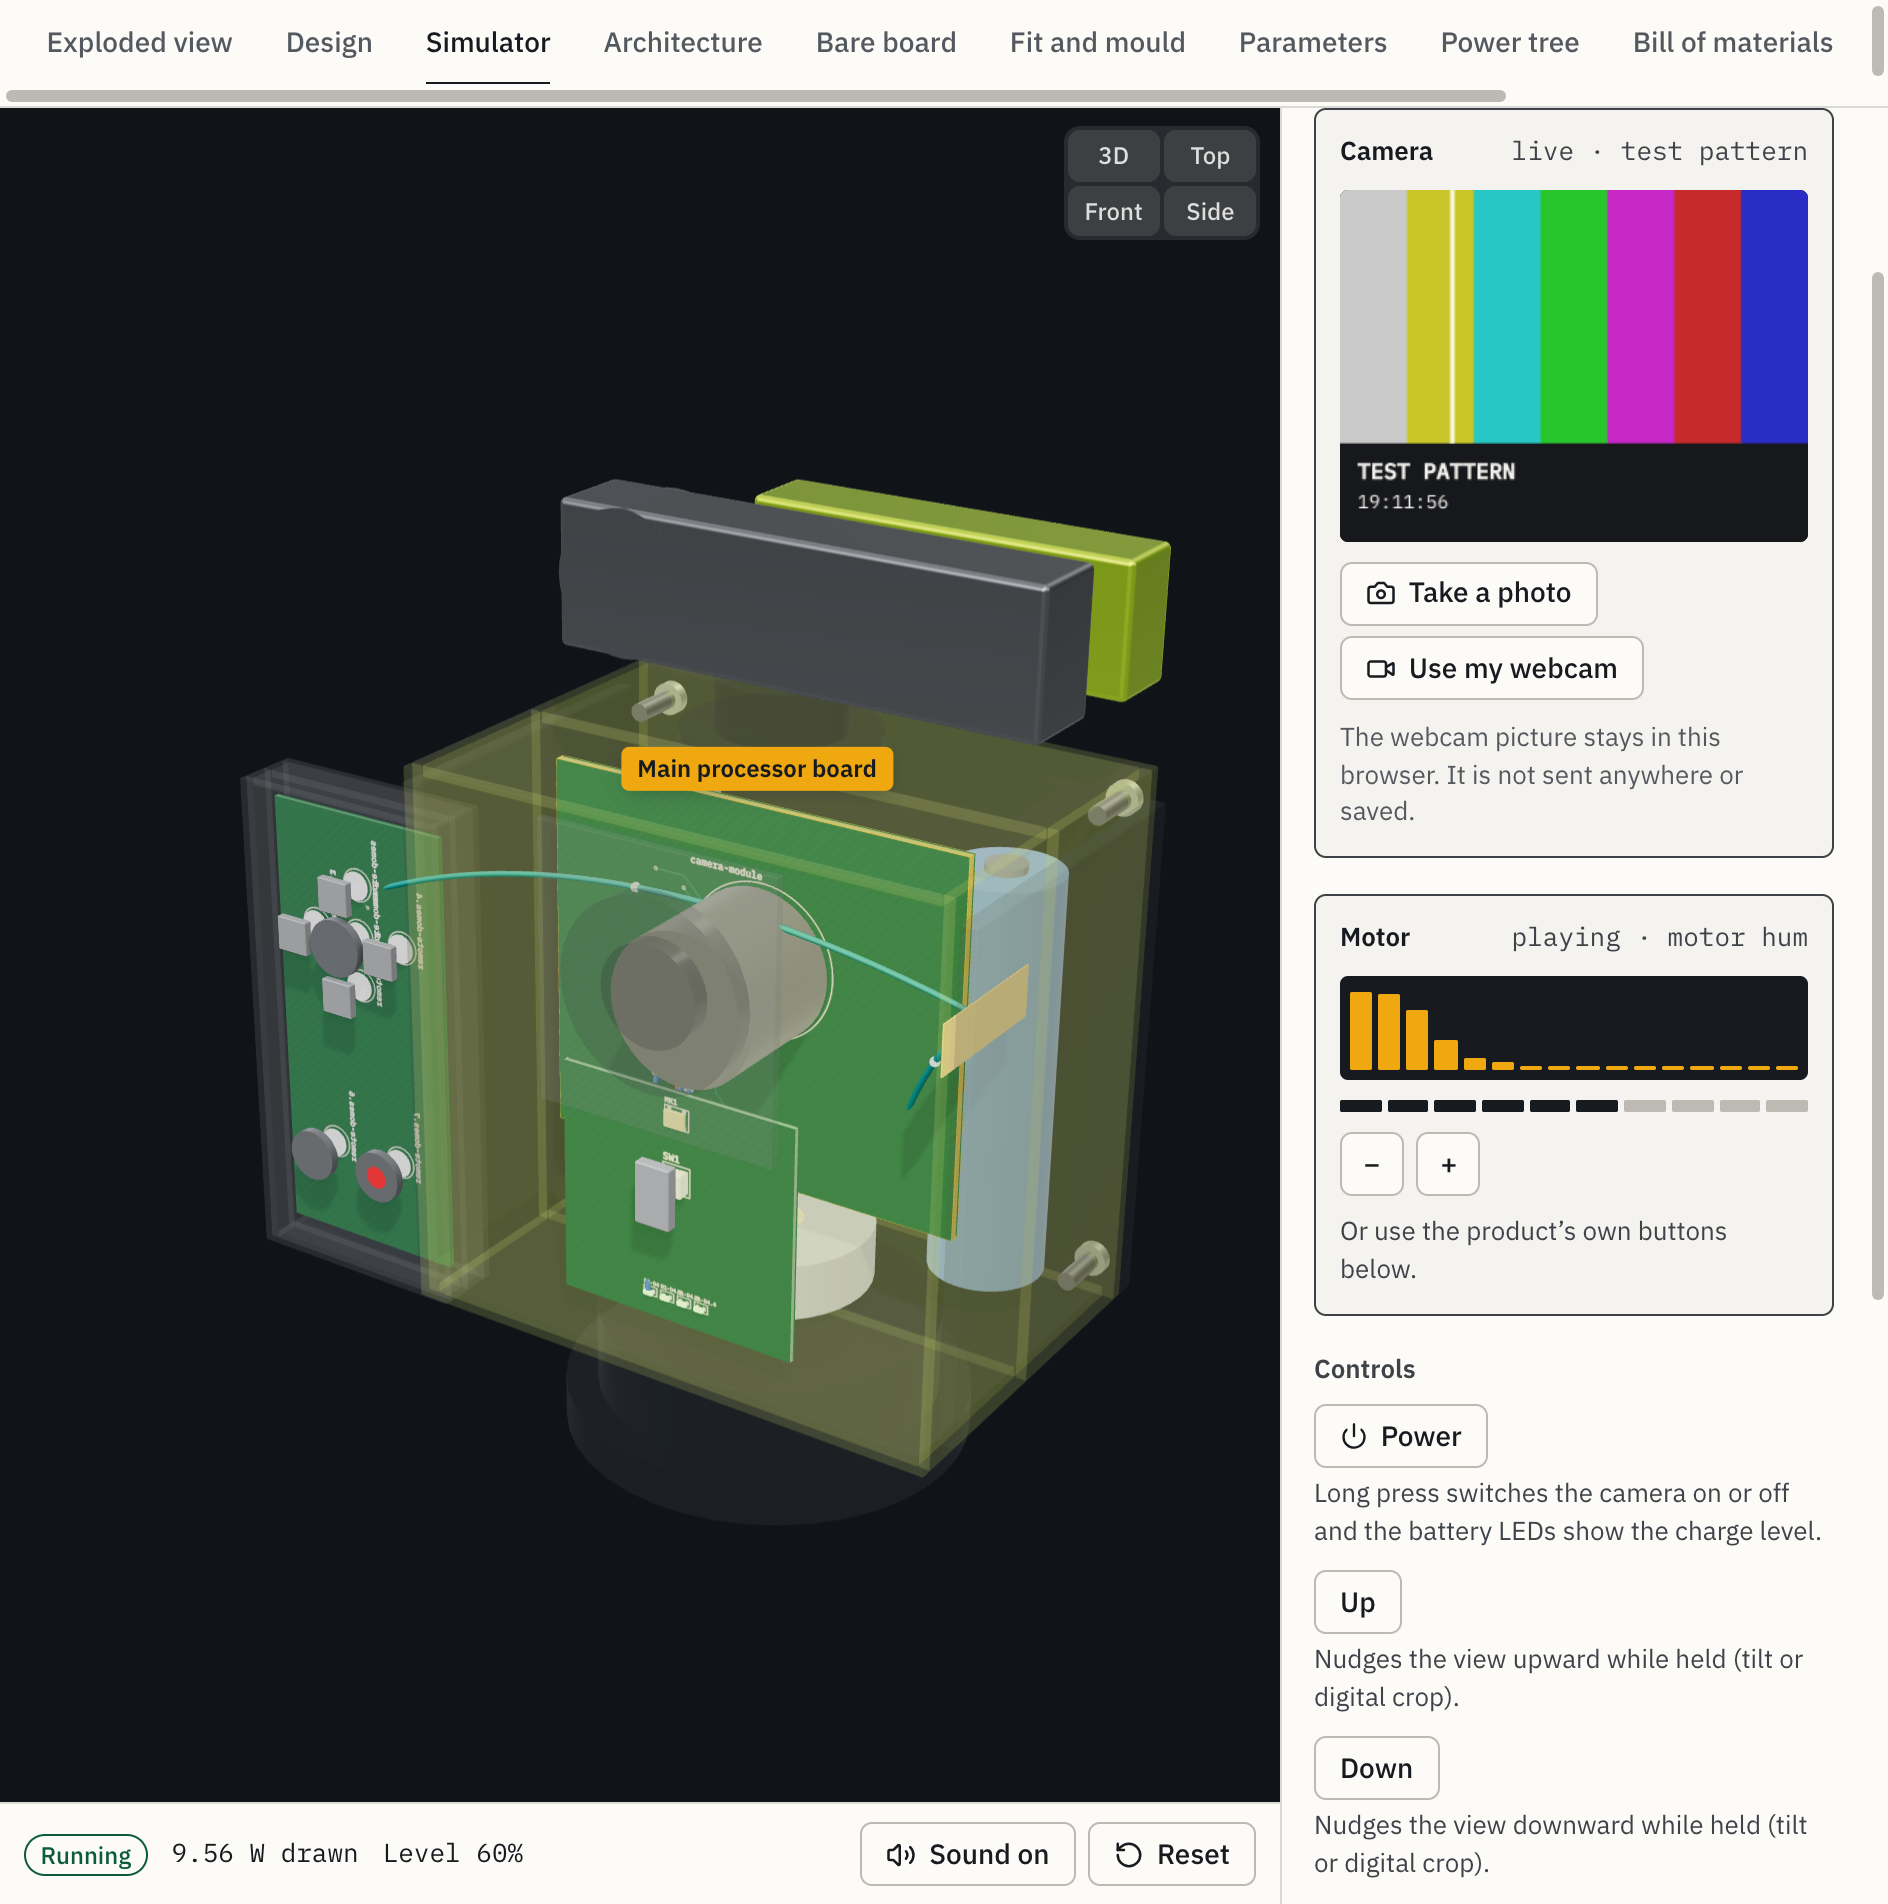 Exploded view
Design
Simulator
Architecture
Bare board
Fit and mould
Parameters
Power tree
Bill of materials
3D
Top
Front
Side
Main processor board
camera-module
MK1
SW1
Running
9.56 W drawn
Level 60%
Sound on
Reset
Camera
live · test pattern
TEST PATTERN
19:11:56
Take a photo
Use my webcam
The webcam picture stays in this
browser. It is not sent anywhere or
saved.
Motor
playing · motor hum
−
+
Or use the product’s own buttons
below.
Controls
Power
Long press switches the camera on or off
and the battery LEDs show the charge level.
Up
Nudges the view upward while held (tilt or
digital crop).
Down
Nudges the view downward while held (tilt
or digital crop).